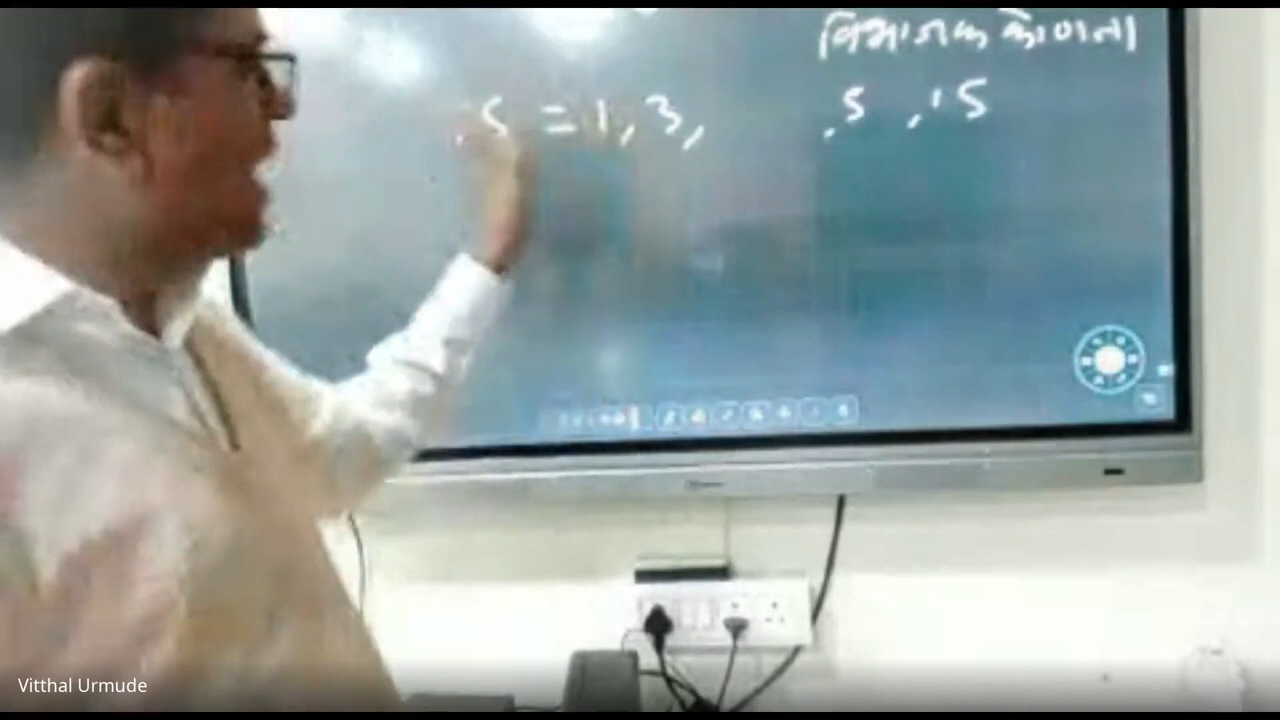 विभाजक कोणता
.5 = 1, 3, , 5 , 15
Vitthal Urmude